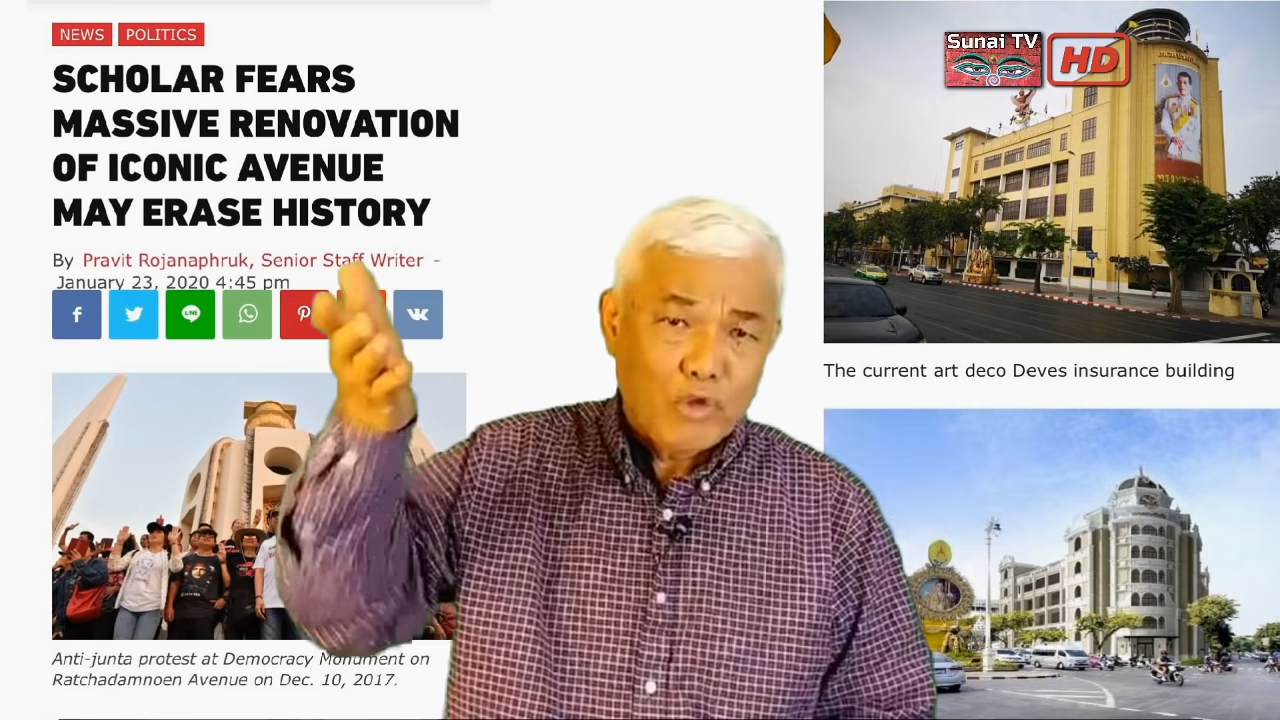 NEWS POLITICS
SCHOLAR FEARS
MASSIVE RENOVATION
OF ICONIC AVENUE
MAY ERASE HISTORY
By Pravit Rojanaphruk, Senior Staff Writer -
January 23, 2020 4:45 pm
Anti-junta protest at Democracy Monument on
Ratchadamnoen Avenue on Dec. 10, 2017.
Sunai TV HD
The current art deco Deves insurance building